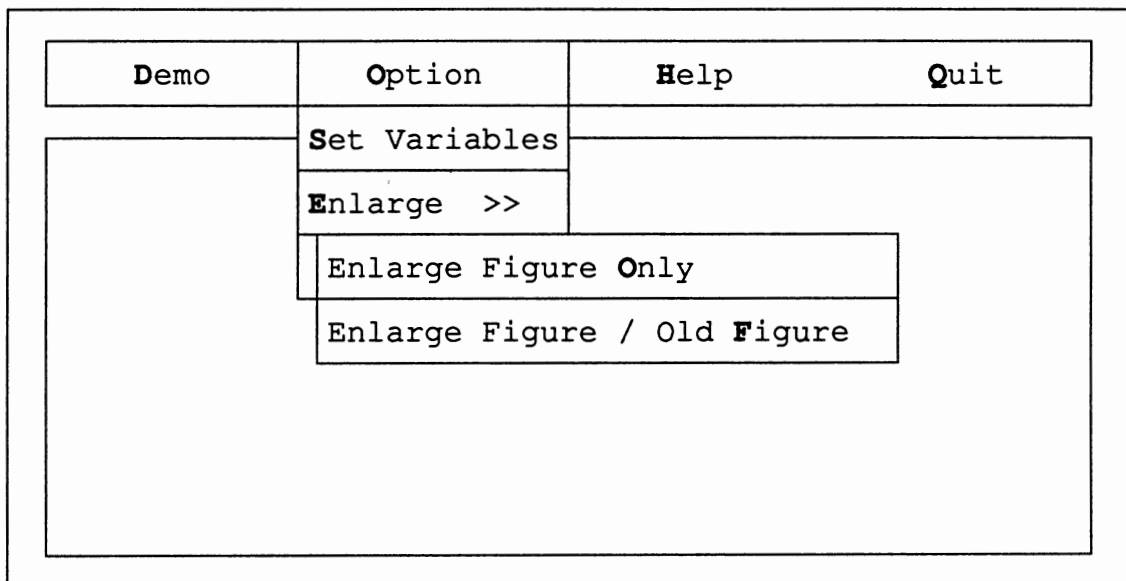 Demo Option Help Quit
Set Variables
Enlarge >>
Enlarge Figure Only
Enlarge Figure / Old Figure